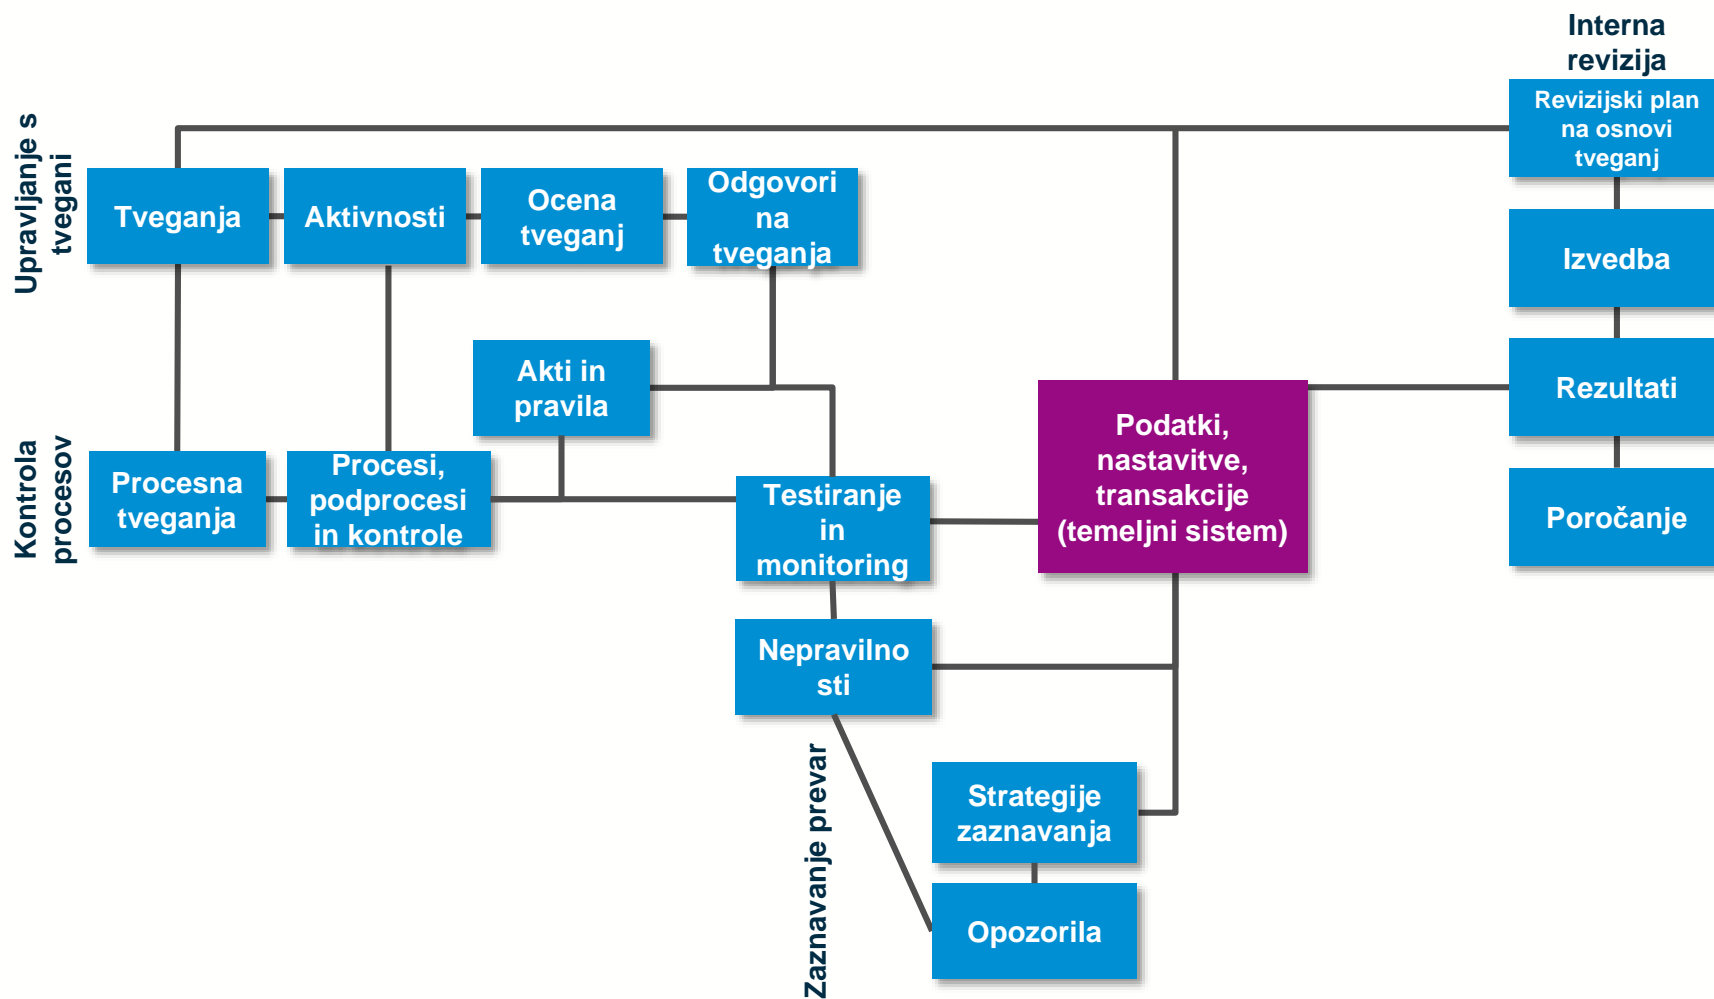 Interna
revizija
Revizijski plan
na osnovi
tveganj
Izvedba
Rezultati
Poročanje
Upravljanje s
tvegani
Tveganja
Aktivnosti
Ocena
tveganj
Odgovori
na
tveganja
Akti in
pravila
Kontrola
procesov
Procesna
tveganja
Procesi,
podprocesi
in kontrole
Testiranje
in
monitoring
Podatki,
nastavitve,
transakcije
(temeljni sistem)
Nepravilno
sti
Zaznavanje prevar
Strategije
zaznavanja
Opozorila